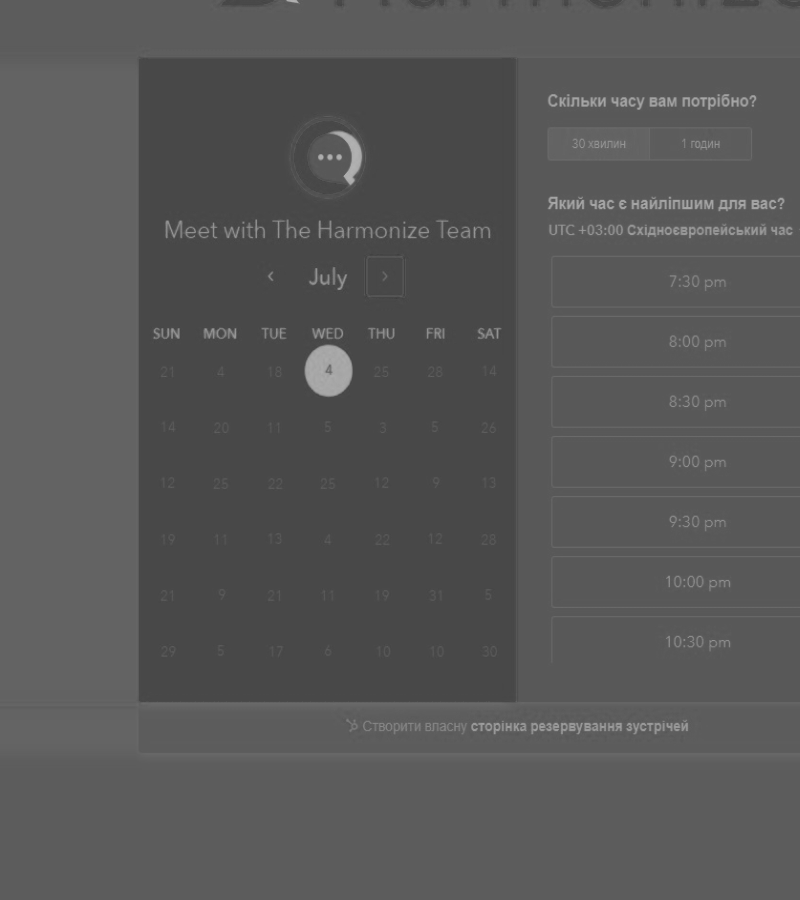 Harmonize
Meet with The Harmonize Team
July
SUN MON TUE WED THU FRI SAT
21 4 18 4 25 28 14
14 20 11 5 3 5 26
12 25 22 25 12 9 13
19 11 13 4 22 12 28
21 9 21 11 19 31 5
29 5 17 6 10 10 30
Скільки часу вам потрібно?
30 хвилин 1 годин
Який час є найліпшим для вас?
UTC +03:00 Східноєвропейський час
7:30 pm
8:00 pm
8:30 pm
9:00 pm
9:30 pm
10:00 pm
10:30 pm
Створити власну сторінка резервування зустрічей